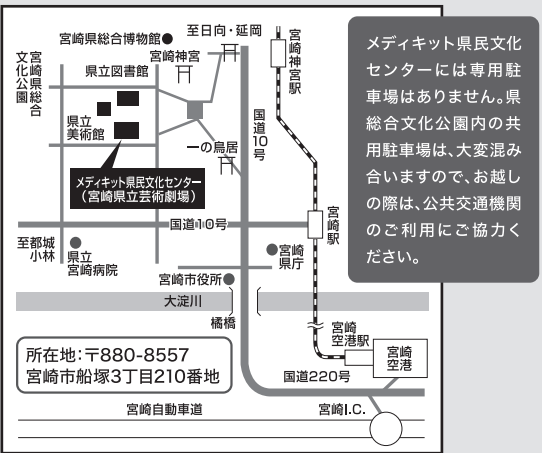 至日向・延岡
宮崎県総合博物館
宮崎神宮
宮崎県総合
文化公園
県立図書館
宮崎
神宮駅
県立
美術館
国道10号
一の鳥居
メディキット県民文化センター
(宮崎県立芸術劇場)
国道10号
宮崎駅
至都城
小林
県立
宮崎病院
宮崎
県庁
宮崎市役所
大淀川
橘橋
宮崎
空港駅
宮崎
空港
所在地:〒880-8557
宮崎市船塚3丁目210番地
国道220号
宮崎自動車道
宮崎I.C.
メディキット県民文化
センターには専用駐
車場はありません。県
総合文化公園内の共
用駐車場は、大変混み
合いますので、お越し
の際は、公共交通機関
のご利用にご協力く
ださい。